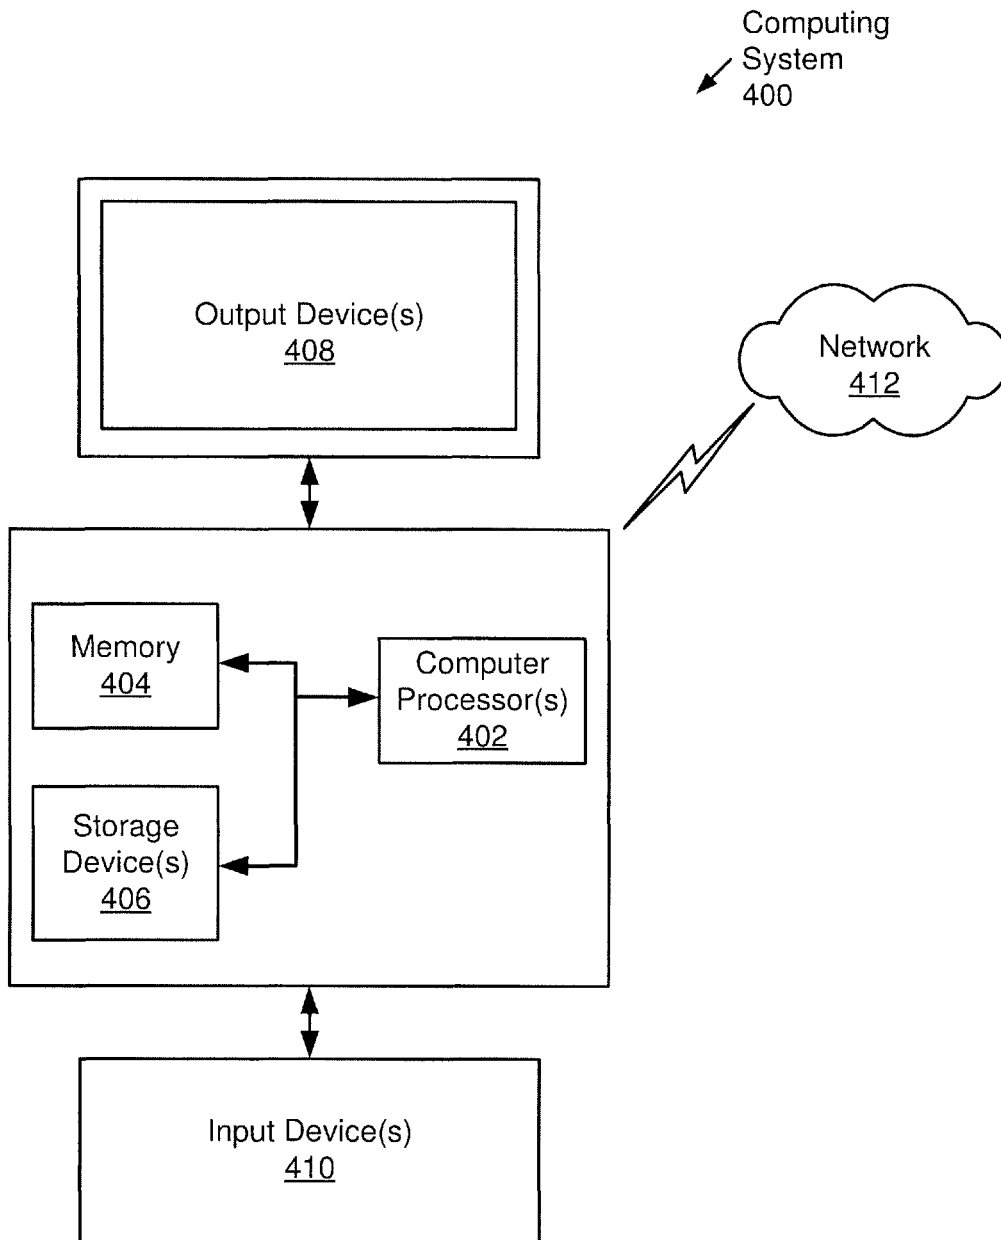 Computing
System
400
Output Device(s)
408
Network
412
Memory
404
Computer
Processor(s)
402
Storage
Device(s)
406
Input Device(s)
410